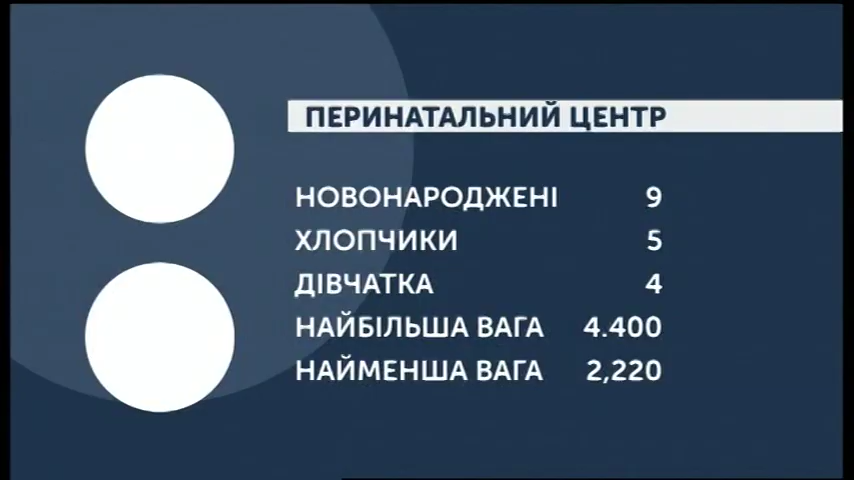 ПЕРИНАТАЛЬНИЙ ЦЕНТР
НОВОНАРОДЖЕНІ 9
ХЛОПЧИКИ 5
ДІВЧАТКА 4
НАЙБІЛЬША ВАГА 4.400
НАЙМЕНША ВАГА 2,220